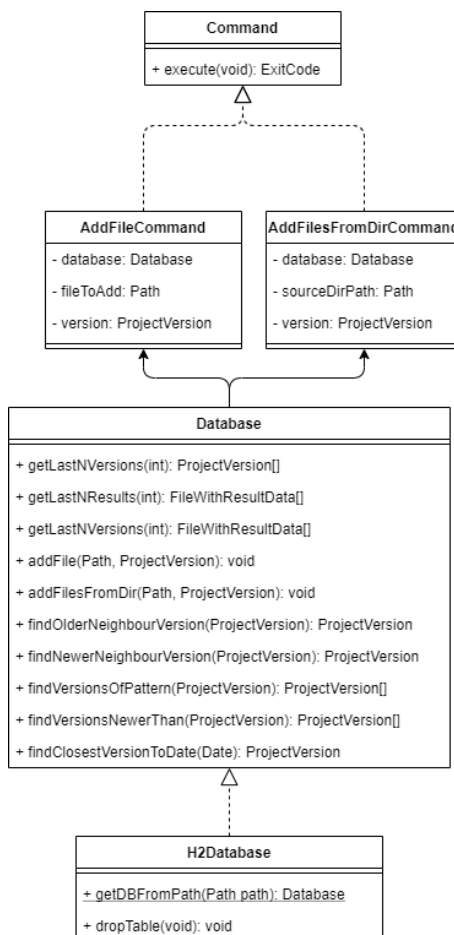 Command
+ execute(void): ExitCode
AddFileCommand
- database: Database
- fileToAdd: Path
- version: ProjectVersion
AddFilesFromDirCommand
- database: Database
- sourceDirPath: Path
- version: ProjectVersion
Database
+ getLastNVersions(int): ProjectVersion[]
+ getLastNResults(int): FileWithResultData[]
+ getLastNVersions(int): FileWithResultData[]
+ addFile(Path, ProjectVersion): void
+ addFilesFromDir(Path, ProjectVersion): void
+ findOlderNeighbourVersion(ProjectVersion): ProjectVersion
+ findNewerNeighbourVersion(ProjectVersion): ProjectVersion
+ findVersionsOfPattern(ProjectVersion): ProjectVersion[]
+ findVersionsNewerThan(ProjectVersion): ProjectVersion[]
+ findClosestVersionToDate(Date): ProjectVersion
H2Database
+ getDBFromPath(Path path): Database
+ dropTable(void): void